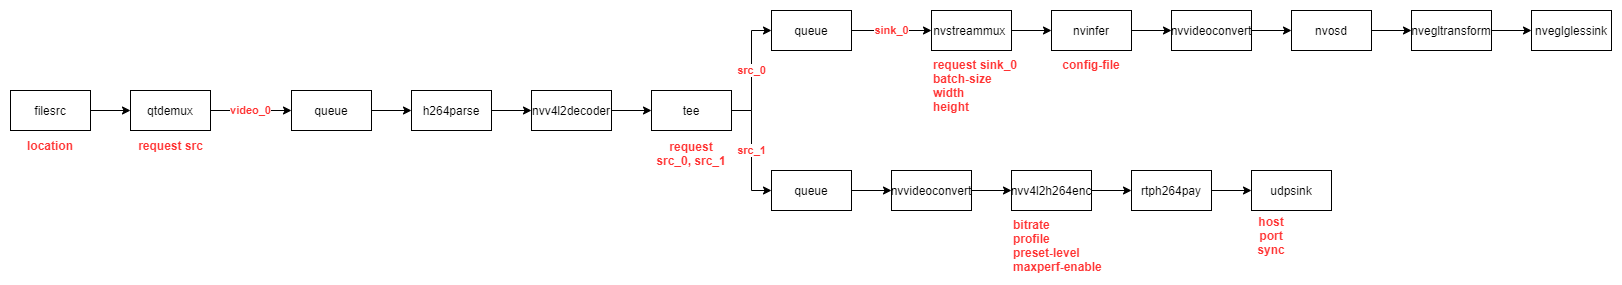 filesrc
location
qtdemux
request src
video_0
queue
h264parse
nvv4l2decoder
tee
request
src_0, src_1
src_0
queue
sink_0
nvstreammux
request sink_0
batch-size
width
height
nvinfer
config-file
nvvideoconvert
nvosd
nvegltransform
nveglglessink
src_1
queue
nvvideoconvert
nvv4l2h264enc
bitrate
profile
preset-level
maxperf-enable
rtph264pay
udpsink
host
port
sync